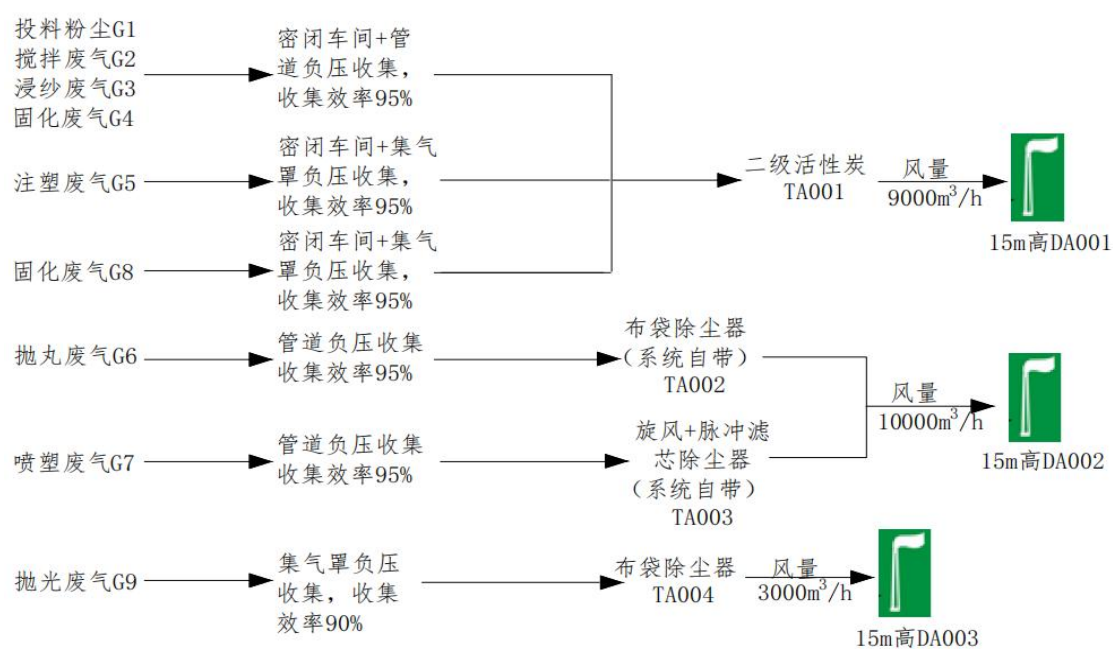 投料粉尘G1
搅拌废气G2
浸纱废气G3
固化废气G4
密闭车间+管
道负压收集，
收集效率95%
注塑废气G5
密闭车间+集气
罩负压收集，
收集效率95%
固化废气G8
密闭车间+集气
罩负压收集，
收集效率95%
二级活性炭
TA001
风量
9000m³/h
15m高DA001
抛丸废气G6
管道负压收集
收集效率95%
布袋除尘器
（系统自带）
TA002
喷塑废气G7
管道负压收集
收集效率95%
旋风+脉冲滤
芯除尘器
（系统自带）
TA003
风量
10000m³/h
15m高DA002
抛光废气G9
集气罩负压
收集，收集
效率90%
布袋除尘器
TA004
风量
3000m³/h
15m高DA003